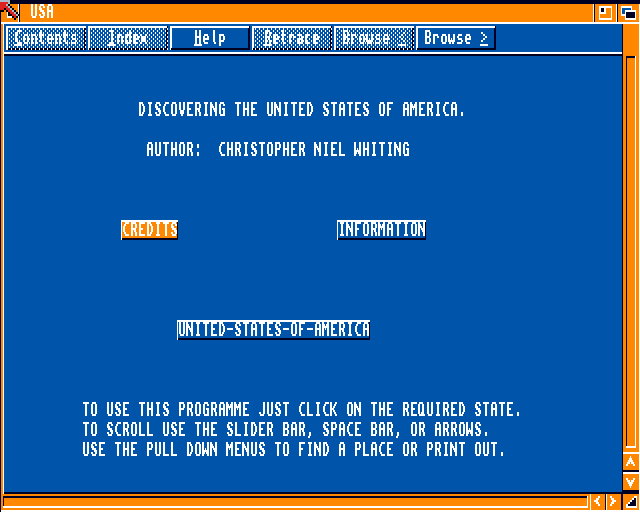 USA
Contents Index Help Retrace Browse < Browse >
DISCOVERING THE UNITED STATES OF AMERICA.
AUTHOR: CHRISTOPHER NIEL WHITING
CREDITS INFORMATION
UNITED-STATES-OF-AMERICA
TO USE THIS PROGRAMME JUST CLICK ON THE REQUIRED STATE.
TO SCROLL USE THE SLIDER BAR, SPACE BAR, OR ARROWS.
USE THE PULL DOWN MENUS TO FIND A PLACE OR PRINT OUT.